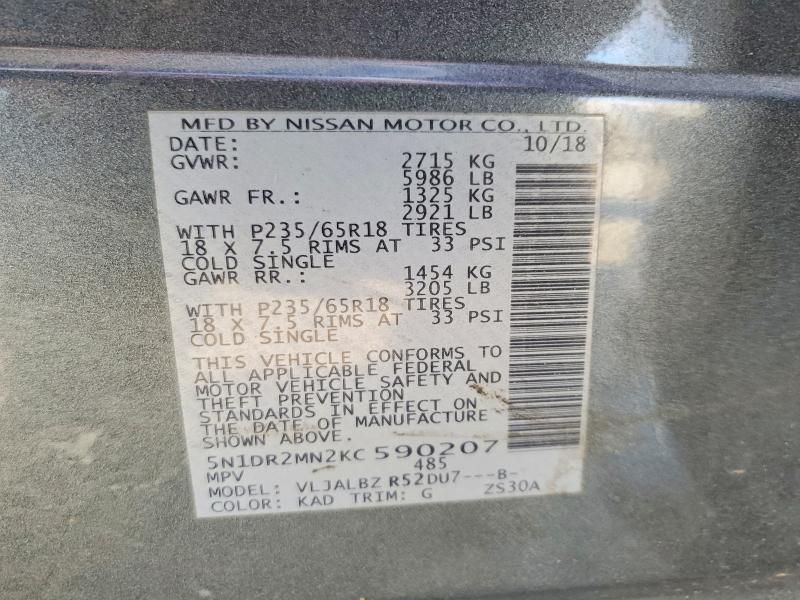 MFD BY NISSAN MOTOR CO., LTD.
DATE: 10/18
GVWR: 2715 KG
5986 LB
GAWR FR.: 1325 KG
2921 LB
WITH P235/65R18 TIRES
18 X 7.5 RIMS AT 33 PSI
COLD SINGLE
GAWR RR.: 1454 KG
3205 LB
WITH P235/65R18 TIRES
18 X 7.5 RIMS AT 33 PSI
COLD SINGLE
THIS VEHICLE CONFORMS TO
ALL APPLICABLE FEDERAL
MOTOR VEHICLE SAFETY AND
THEFT PREVENTION
STANDARDS IN EFFECT ON
THE DATE OF MANUFACTURE
SHOWN ABOVE.
5N1DR2MN2KC590207
MPV 485
MODEL: VLJALBZ R52DU7---B-
COLOR: KAD TRIM: G ZS30A